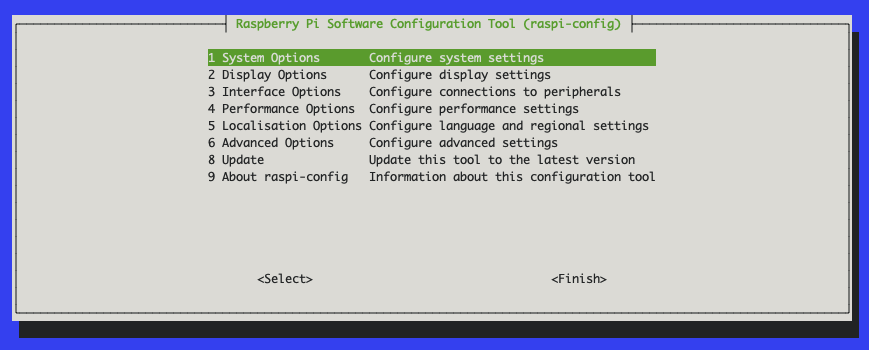 Raspberry Pi Software Configuration Tool (raspi-config)
1 System Options Configure system settings
2 Display Options Configure display settings
3 Interface Options Configure connections to peripherals
4 Performance Options Configure performance settings
5 Localisation Options Configure language and regional settings
6 Advanced Options Configure advanced settings
8 Update Update this tool to the latest version
9 About raspi-config Information about this configuration tool
<Select> <Finish>